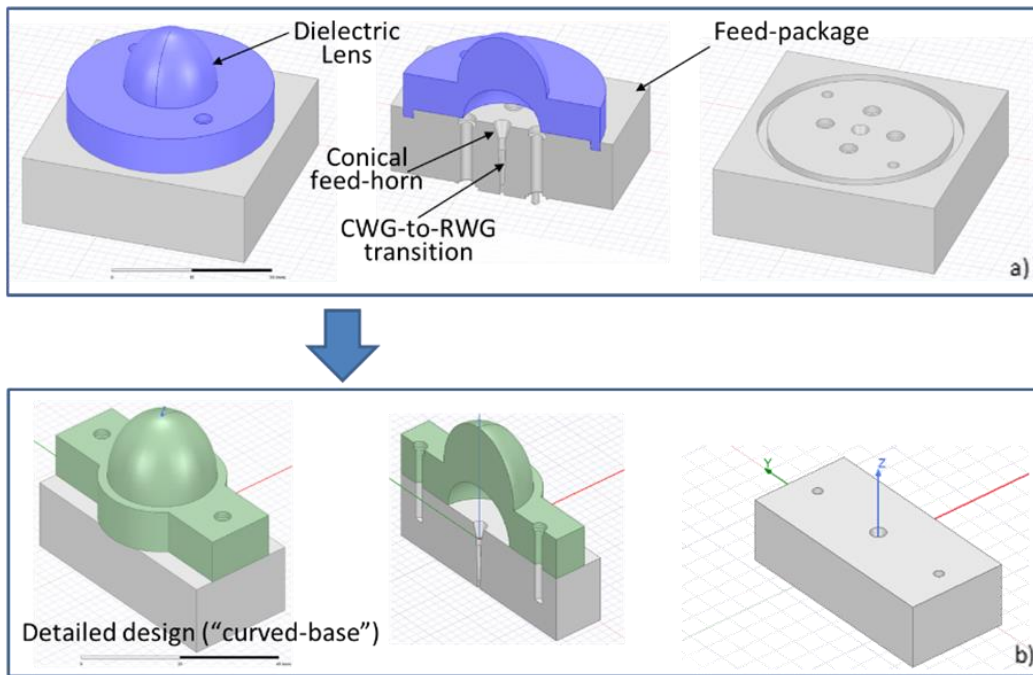 Dielectric
Lens
Feed-package
Conical
feed-horn
CWG-to-RWG
transition
a)
Detailed design (“curved-base”)
Y
Z
b)